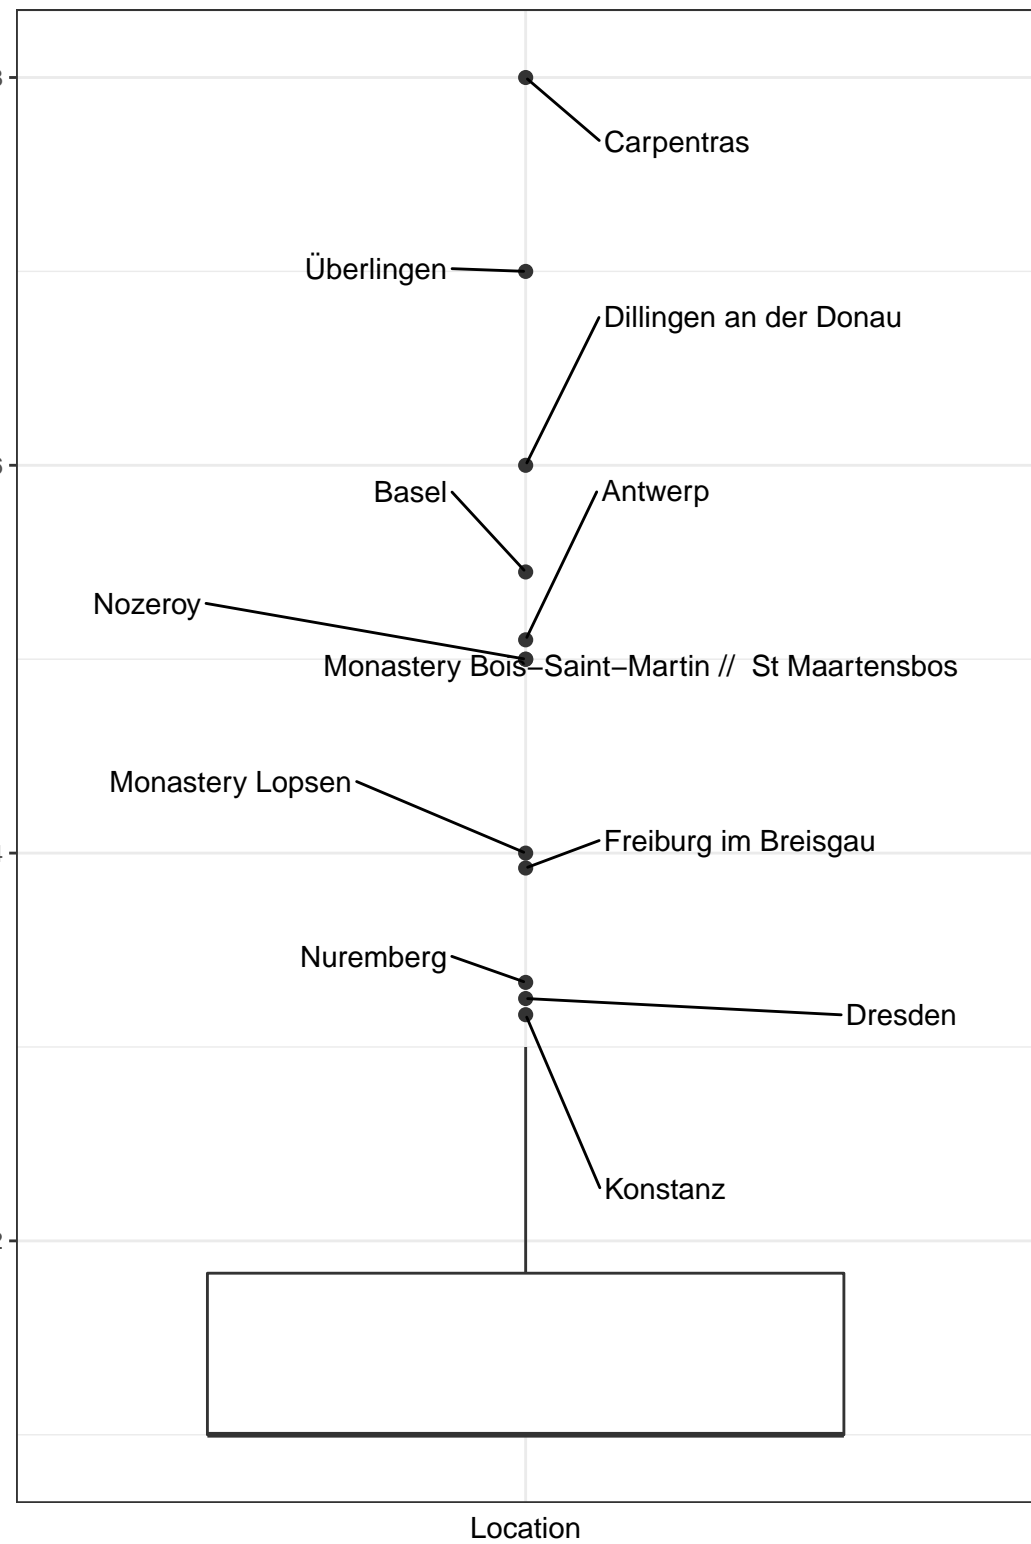 Carpentras
Überlingen
Dillingen an der Donau
Basel
Antwerp
Nozeroy
Monastery Bois–Saint–Martin //  St Maartensbos
Monastery Lopsen
Freiburg im Breisgau
Nuremberg
Dresden
Konstanz
Location